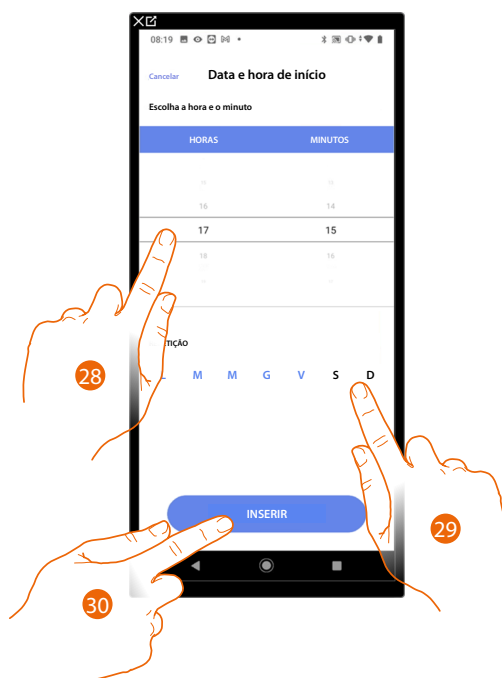 08:19
Cancelar Data e hora de início
Escolha a hora e o minuto
HORAS MINUTOS
16 14
17 15
18 16
TIÇÃO
L M M G V S D
INSERIR
28
29
30